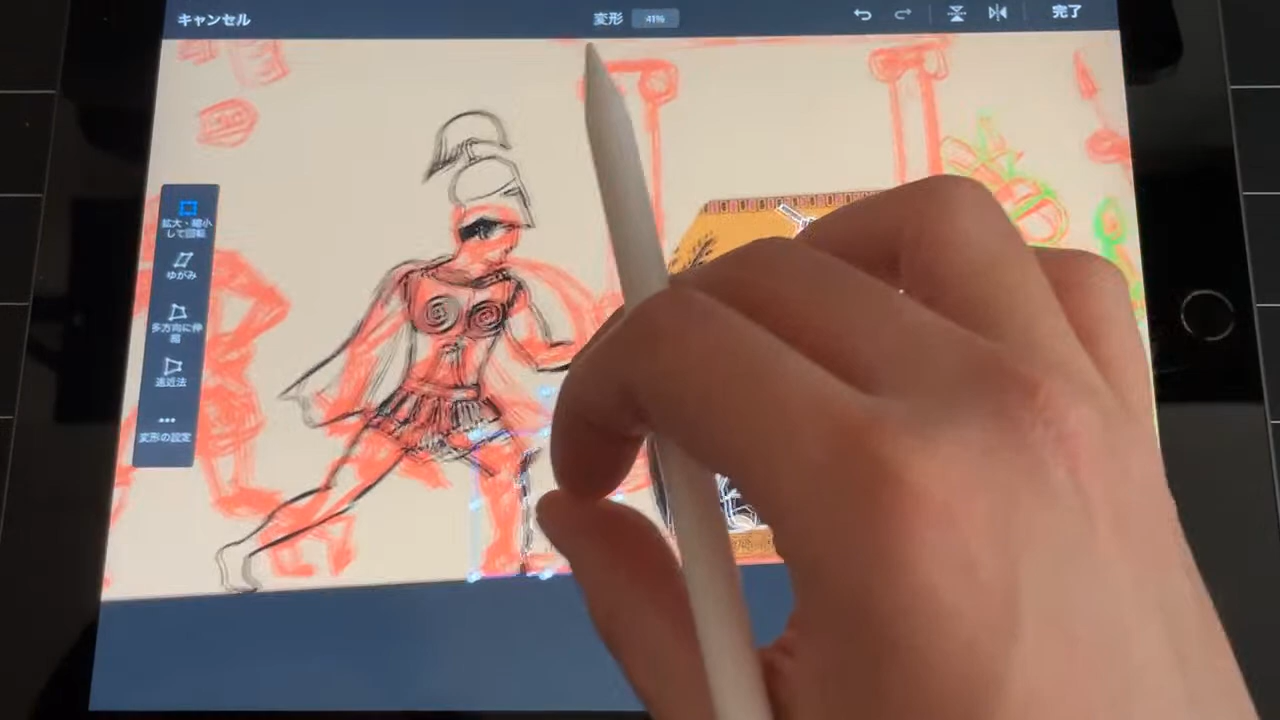 キャンセル
変形 41%
完了
拡大・縮小
して回転
ゆがみ
多方向に伸
縮
遠近法
変形の設定